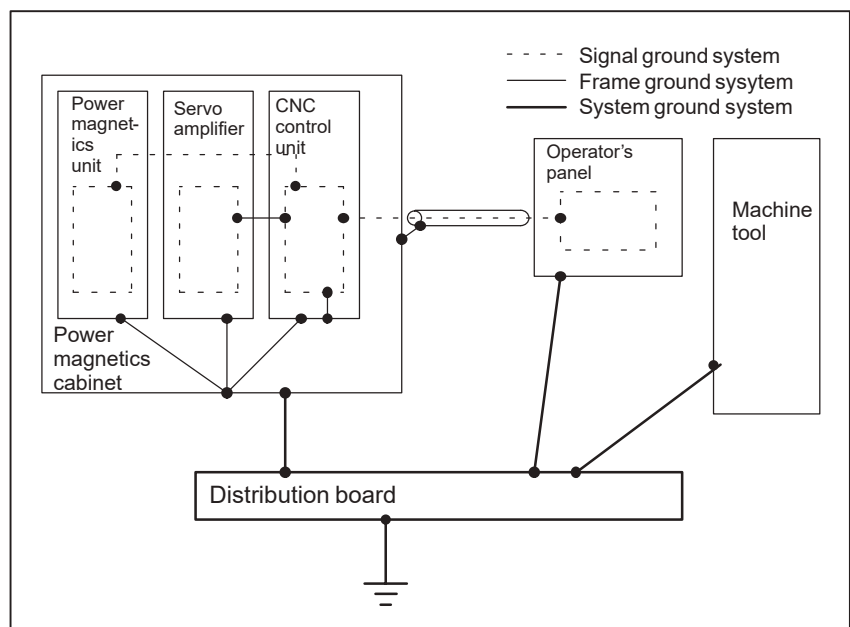 Signal ground system
Frame ground sysytem
System ground system
Power
magnet-
ics
unit
Servo
amplifier
CNC
control
unit
Operator's
panel
Machine
tool
Power
magnetics
cabinet
Distribution board